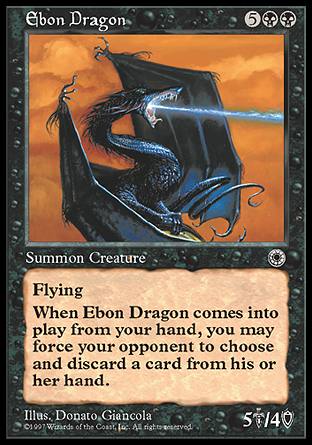 Ebon Dragon 5
Summon Creature
Flying
When Ebon Dragon comes into
play from your hand, you may
force your opponent to choose
and discard a card from his or
her hand.
Illus. Donato Giancola
©1997 Wizards of the Coast, Inc. All rights reserved.
5/4